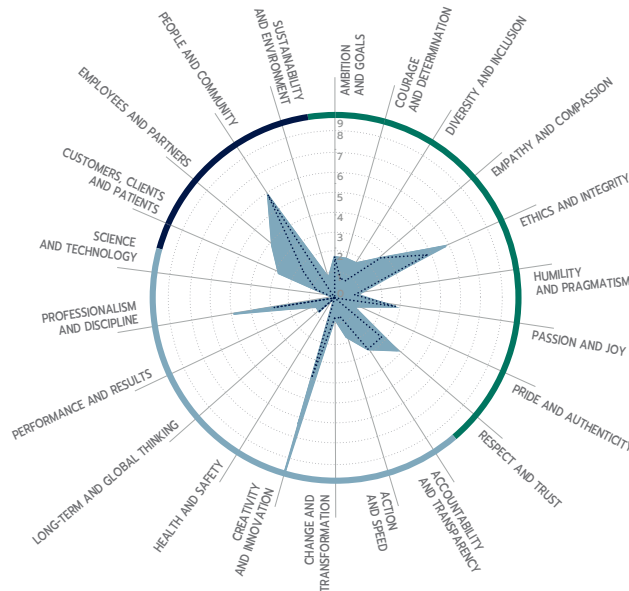 AMBITION
AND GOALS
COURAGE
AND DETERMINATION
DIVERSITY AND INCLUSION
EMPATHY AND COMPASSION
ETHICS AND INTEGRITY
HUMILITY
AND PRAGMATISM
PASSION AND JOY
PRIDE AND AUTHENTICITY
RESPECT AND TRUST
ACCOUNTABILITY
AND TRANSPARENCY
ACTION
AND SPEED
CHANGE AND
TRANSFORMATION
CREATIVITY
AND INNOVATION
HEALTH AND SAFETY
LONG-TERM AND GLOBAL THINKING
PERFORMANCE AND RESULTS
PROFESSIONALISM
AND DISCIPLINE
SCIENCE
AND TECHNOLOGY
CUSTOMERS, CLIENTS
AND PATIENTS
EMPLOYEES AND PARTNERS
PEOPLE AND COMMUNITY
SUSTAINABILITY
AND ENVIRONMENT
9
8
7
6
5
4
3
2
0